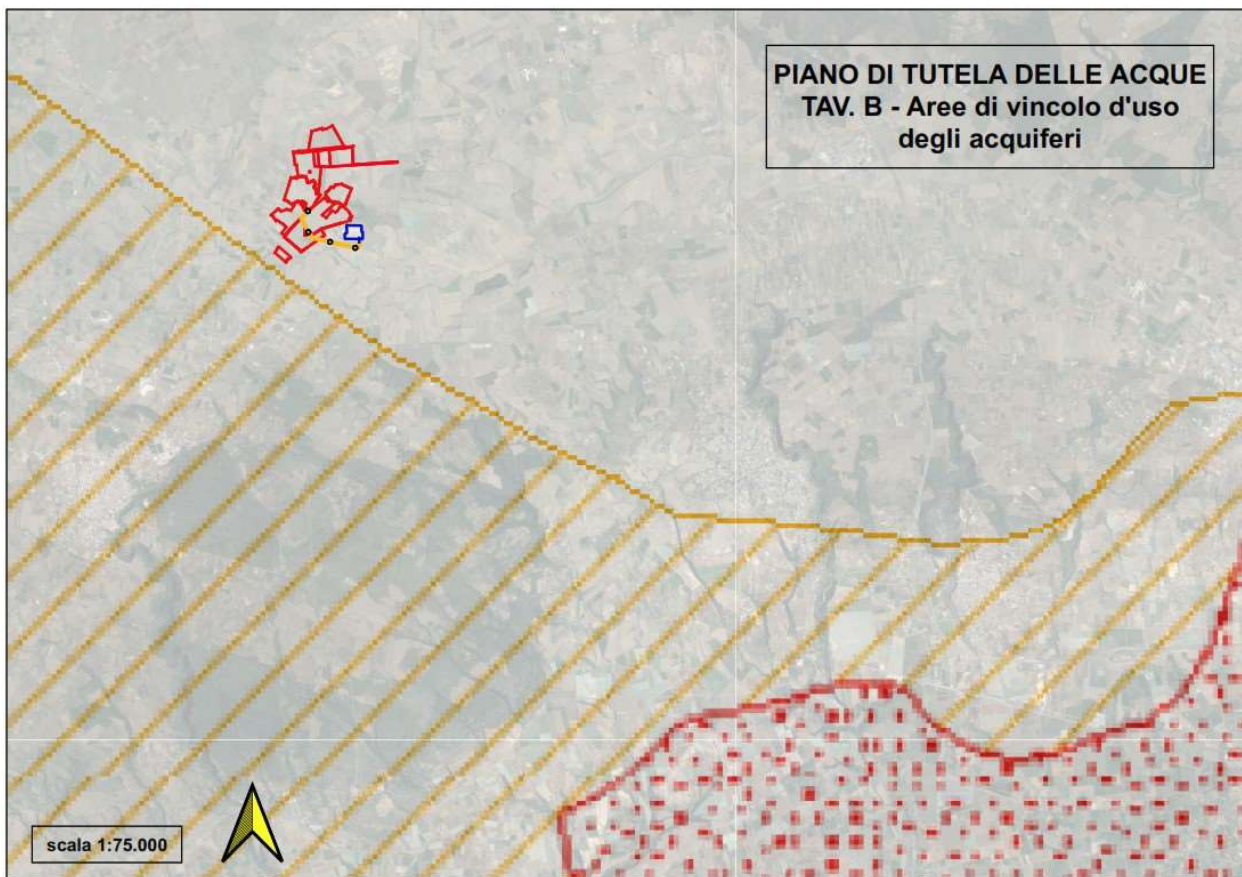 PIANO DI TUTELA DELLE ACQUE
TAV. B - Aree di vincolo d'uso
degli acquiferi
scala 1:75.000